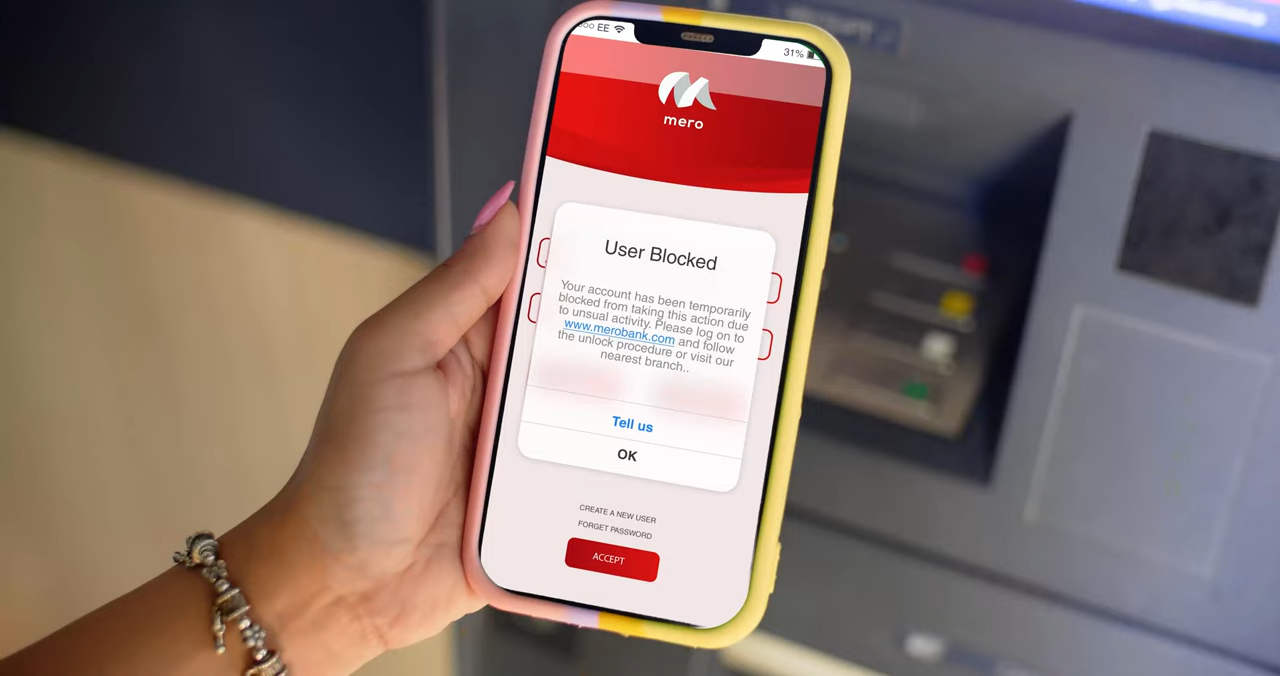 EE
31%
mero
User Blocked
Your account has been temporarily
blocked from taking this action due
to unsual activity. Please log on to
www.merobank.com and follow
the unlock procedure or visit our
nearest branch..
Tell us
OK
CREATE A NEW USER
FORGET PASSWORD
ACCEPT